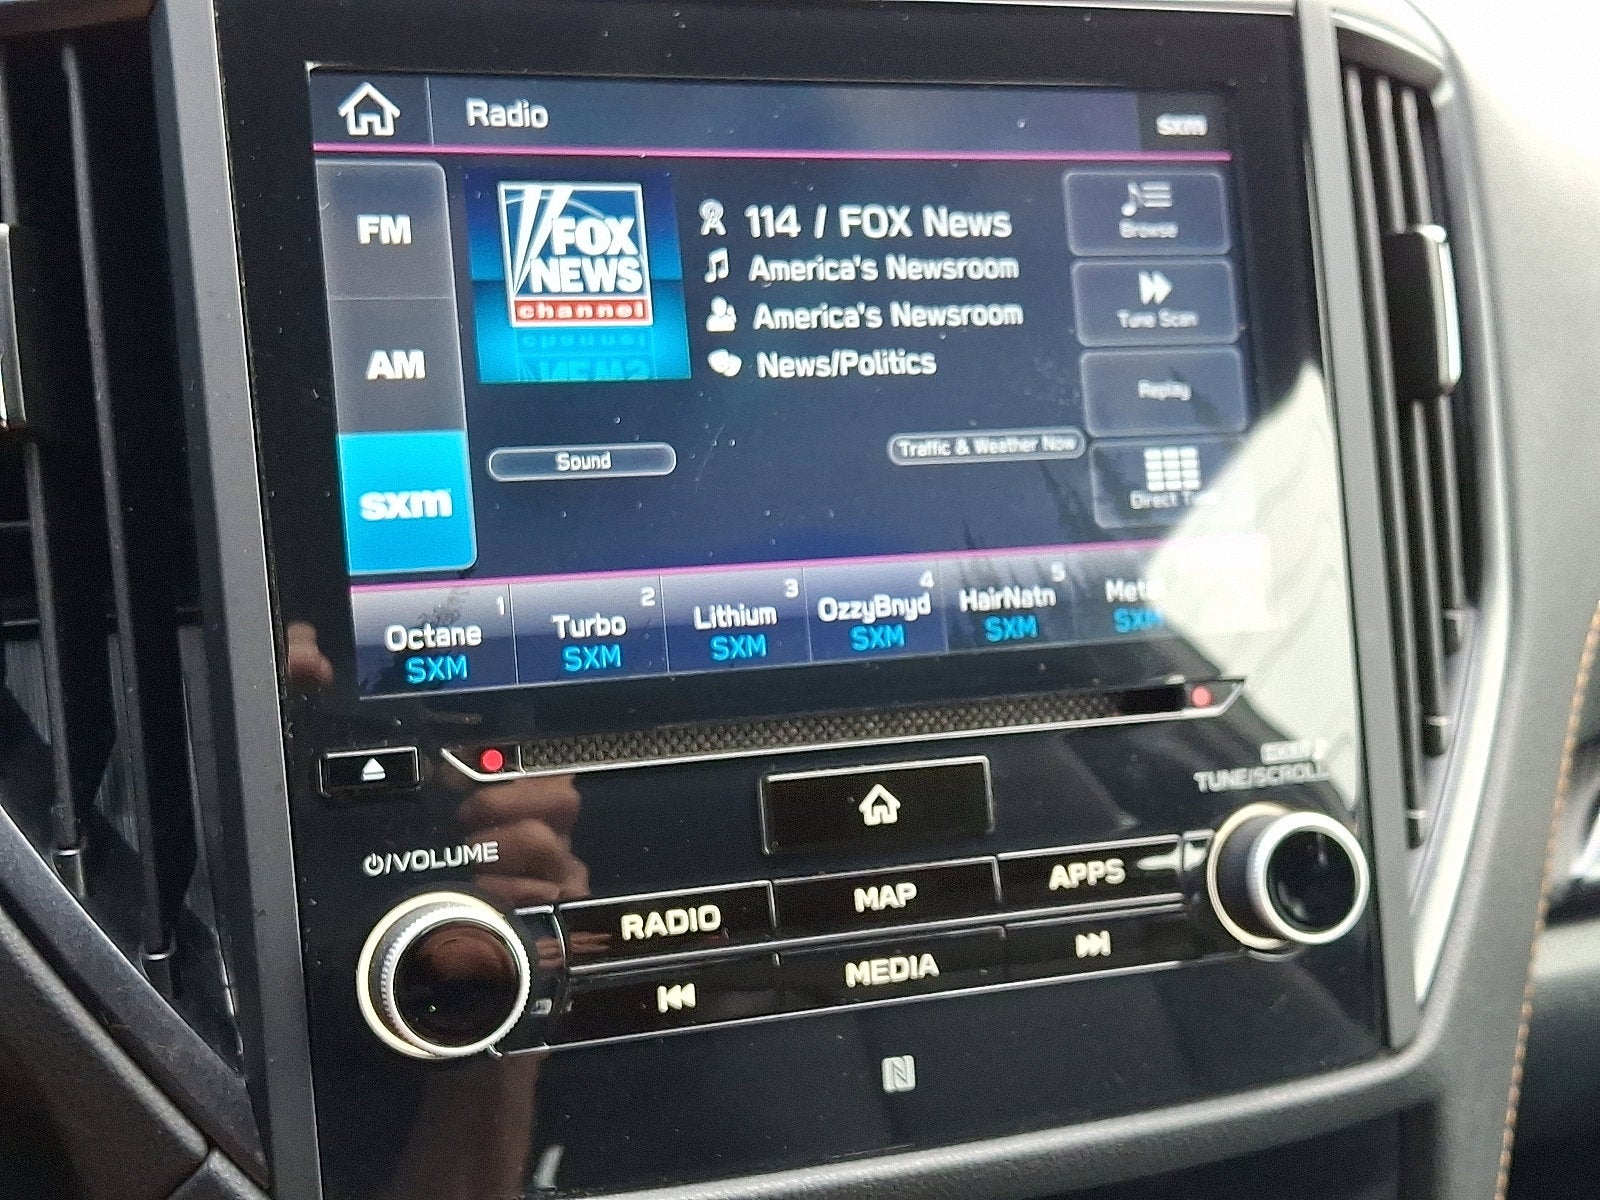 Radio
sxm
FM
AM
sxm
FOX
NEWS
channel
114 / FOX News
America's Newsroom
America's Newsroom
News/Politics
Browse
Tune Scan
Replay
Direct
Sound
Traffic & Weather Now
1
Octane
SXM
2
Turbo
SXM
3
Lithium
SXM
4
OzzyBnyd
SXM
5
HairNatn
SXM
SXM
/VOLUME
TUNE/SCROLL
RADIO
MAP
APPS
MEDIA